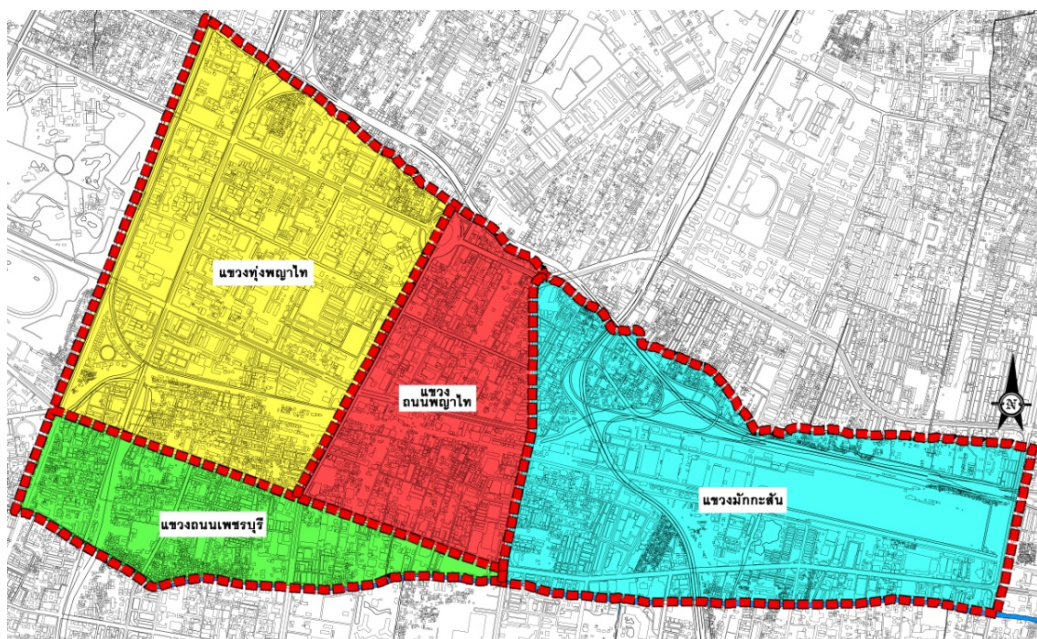 แขวงทุ่งพญาไท
แขวง
ถนนพญาไท
แขวงมักกะสัน
แขวงถนนเพชรบุรี
N